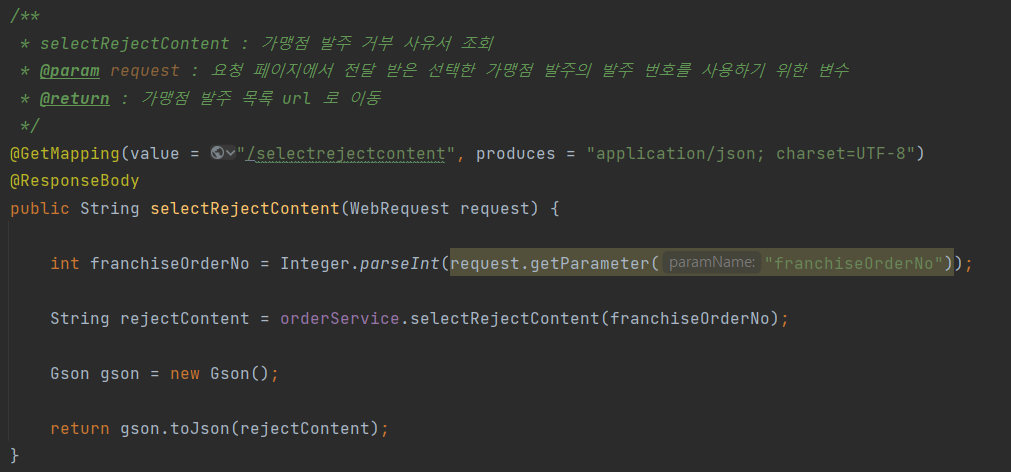 /**
 * selectRejectContent : 가맹점 발주 거부 사유서 조회
 * @param request : 요청 페이지에서 전달 받은 선택한 가맹점 발주의 발주 번호를 사용하기 위한 변수
 * @return : 가맹점 발주 목록 url 로 이동
 */
@GetMapping(value = "/selectrejectcontent", produces = "application/json; charset=UTF-8")
@ResponseBody
public String selectRejectContent(WebRequest request) {
    int franchiseOrderNo = Integer.parseInt(request.getParameter( paramName: "franchiseOrderNo"));
    String rejectContent = orderService.selectRejectContent(franchiseOrderNo);
    Gson gson = new Gson();
    return gson.toJson(rejectContent);
}